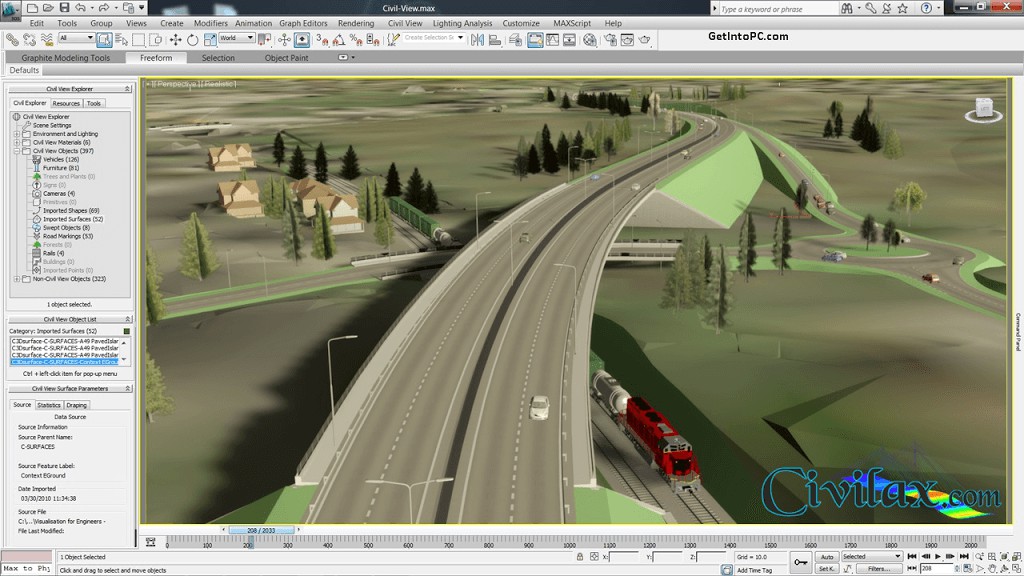 Civil-View.max
Type a keyword or phrase
Edit Tools Group Views Create Modifiers Animation Graph Editors Rendering Civil View Lighting Analysis Customize MAXScript Help
All
World
Create Selection Se
GetIntoPC.com
Graphite Modeling Tools Freeform Selection Object Paint
Defaults
Civil View Explorer
Civil Explorer Resources Tools
Civil View Explorer
Scene Settings
Environment and Lighting
Civil View Materials (6)
Civil View Objects (397)
Vehicles (126)
Furniture (81)
Trees and Plants (0)
Signs (0)
Cameras (4)
Primitives (0)
Imported Shapes (69)
Imported Surfaces (52)
Swept Objects (8)
Road Markings (53)
Forests (0)
Rails (4)
Buildings (0)
Imported Points (0)
Non-Civil View Objects (323)
1 object selected.
Civil View Object List
Category: Imported Surfaces (52)
C3Dsurface-C-SURFACES-A49 PavedIslar
C3Dsurface-C-SURFACES-A49 PavedIslar
C3Dsurface-C-SURFACES-A49 PavedIslar
C3Dsurface-C-SURFACES-Context EGrou
Ctrl + left-click item for pop-up menu
Civil View Surface Parameters
Source Statistics Draping
Data Source
Source Information
Source Parent Name:
C-SURFACES
Source Feature Label:
Context EGround
Date Imported
03/30/2010 11:34:38
Source File
C:\...\Visualisation for Engineers -
File Last Modified:
[ + ] [ Perspective ] [ Realistic ]
Command Panel
Civilax.com
208 / 2033
0 100 200 300 400 500 600 700 800 900 1000 1100 1200 1300 1400 1500 1600 1700 1800 1900 2000
Max to Phy
1 Object Selected
Click and drag to select and move objects
X: Y: Z: Grid = 10.0
Add Time Tag
Auto Selected
Set K. Filters...
208